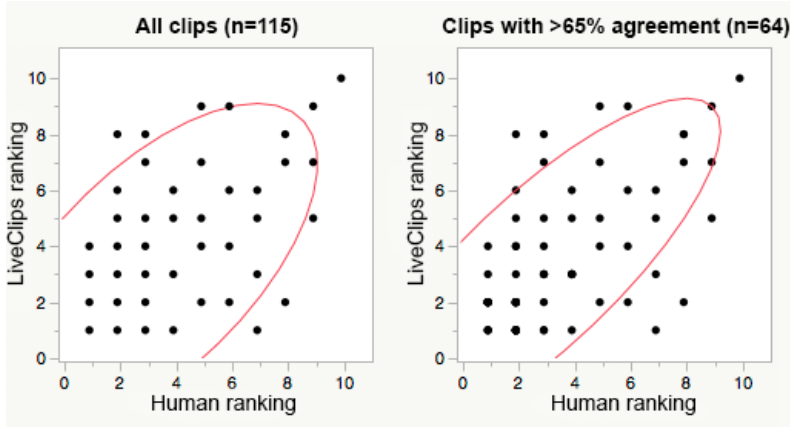 All clips (n=115)
LiveClips ranking
10
8
6
4
2
0
0 2 4 6 8 10
Human ranking
Clips with >65% agreement (n=64)
LiveClips ranking
10
8
6
4
2
0
0 2 4 6 8 10
Human ranking